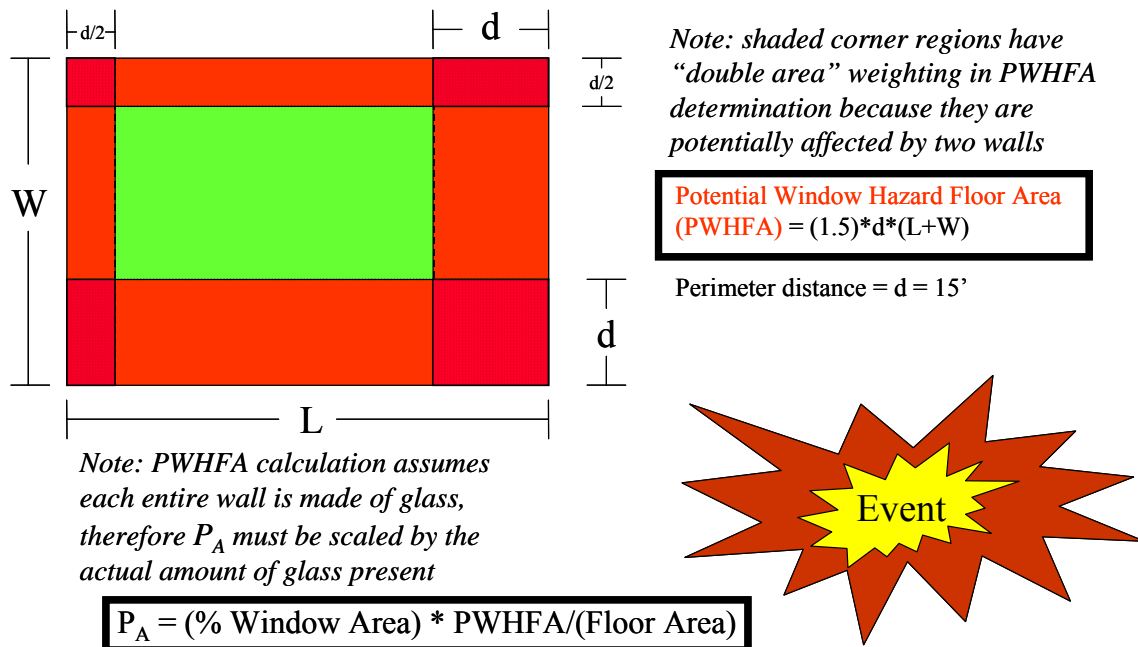 d/2
d
Note: shaded corner regions have
“double area” weighting in PWHFA
determination because they are
potentially affected by two walls
d/2
W
Potential Window Hazard Floor Area
(PWHFA) = (1.5)*d*(L+W)
Perimeter distance = d = 15’
d
L
Note: PWHFA calculation assumes
each entire wall is made of glass,
therefore PA must be scaled by the
actual amount of glass present
Event
PA = (% Window Area) * PWHFA/(Floor Area)